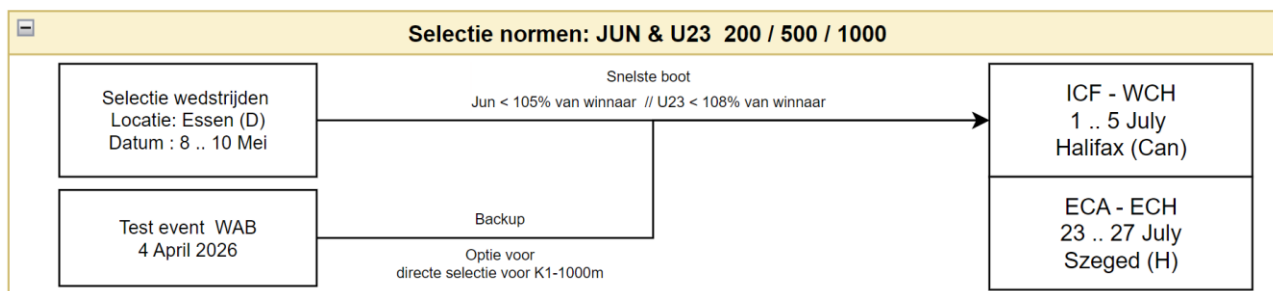 Selectie normen: JUN & U23  200 / 500 / 1000
Selectie wedstrijden
Locatie: Essen (D)
Datum : 8 .. 10 Mei
Snelste boot
Jun < 105% van winnaar  // U23 < 108% van winnaar
ICF - WCH
1 .. 5 July
Halifax (Can)
Test event  WAB
4 April 2026
Backup
Optie voor
directe selectie voor K1-1000m
ECA - ECH
23 .. 27 July
Szeged (H)